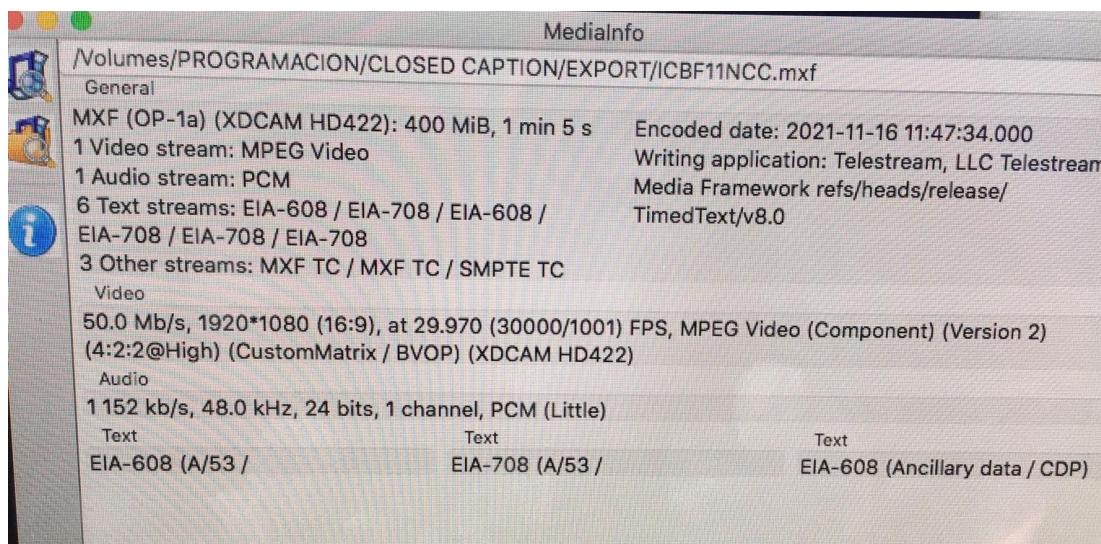 MediaInfo
/Volumes/PROGRAMACION/CLOSED CAPTION/EXPORT/ICBF11NCC.mxf
General
MXF (OP-1a) (XDCAM HD422): 400 MiB, 1 min 5 s
1 Video stream: MPEG Video
1 Audio stream: PCM
6 Text streams: EIA-608 / EIA-708 / EIA-608 /
EIA-708 / EIA-708 / EIA-708
3 Other streams: MXF TC / MXF TC / SMPTE TC
Encoded date: 2021-11-16 11:47:34.000
Writing application: Telestream, LLC Telestream
Media Framework refs/heads/release/
TimedText/v8.0
Video
50.0 Mb/s, 1920*1080 (16:9), at 29.970 (30000/1001) FPS, MPEG Video (Component) (Version 2)
(4:2:2@High) (CustomMatrix / BVOP) (XDCAM HD422)
Audio
1 152 kb/s, 48.0 kHz, 24 bits, 1 channel, PCM (Little)
Text
EIA-608 (A/53 /
Text
EIA-708 (A/53 /
Text
EIA-608 (Ancillary data / CDP)